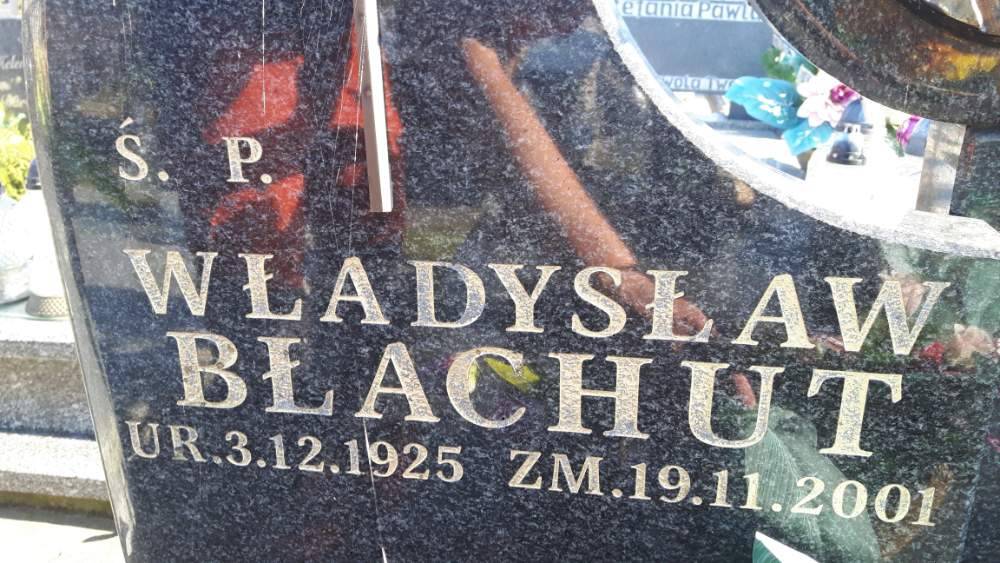 Ś. P.
WŁADYSŁAW
BŁACHUT
UR.3.12.1925 ZM.19.11.2001